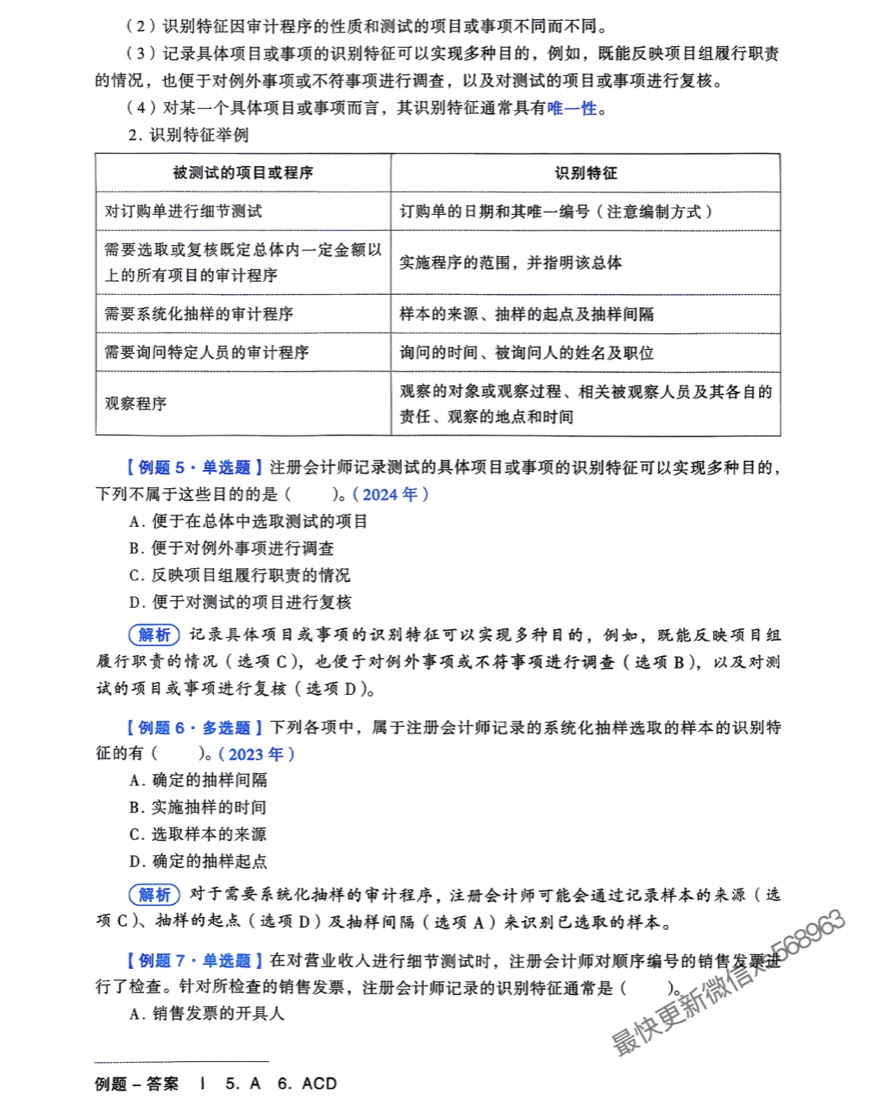 （2）识别特征因审计程序的性质和测试的项目或事项不同而不同。
（3）记录具体项目或事项的识别特征可以实现多种目的，例如，既能反映项目组履行职责
的情况，也便于对例外事项或不符事项进行调查，以及对测试的项目或事项进行复核。
（4）对某一个具体项目或事项而言，其识别特征通常具有唯一性。
2. 识别特征举例
被测试的项目或程序 识别特征
对订购单进行细节测试 订购单的日期和其唯一编号（注意编制方式）
需要选取或复核既定总体内一定金额以
上的所有项目的审计程序
实施程序的范围，并指明该总体
需要系统化抽样的审计程序 样本的来源、抽样的起点及抽样间隔
需要询问特定人员的审计程序 询问的时间、被询问人的姓名及职位
观察程序
观察的对象或观察过程、相关被观察人员及其各自的
责任、观察的地点和时间
【例题 5·单选题】注册会计师记录测试的具体项目或事项的识别特征可以实现多种目的，
下列不属于这些目的的是（　　）。（2024 年）
A. 便于在总体中选取测试的项目
B. 便于对例外事项进行调查
C. 反映项目组履行职责的情况
D. 便于对测试的项目进行复核
解析 记录具体项目或事项的识别特征可以实现多种目的，例如，既能反映项目组
履行职责的情况（选项 C），也便于对例外事项或不符事项进行调查（选项 B），以及对测
试的项目或事项进行复核（选项 D）。
【例题 6·多选题】下列各项中，属于注册会计师记录的系统化抽样选取的样本的识别特
征的有（　　）。（2023 年）
A. 确定的抽样间隔
B. 实施抽样的时间
C. 选取样本的来源
D. 确定的抽样起点
解析 对于需要系统化抽样的审计程序，注册会计师可能会通过记录样本的来源（选
项 C）、抽样的起点（选项 D）及抽样间隔（选项 A）来识别已选取的样本。
【例题 7·单选题】在对营业收入进行细节测试时，注册会计师对顺序编号的销售发票进
行了检查。针对所检查的销售发票，注册会计师记录的识别特征通常是（　　）。
A. 销售发票的开具人
最快更新微信
568963
例题 – 答案 | 5. A 6. ACD